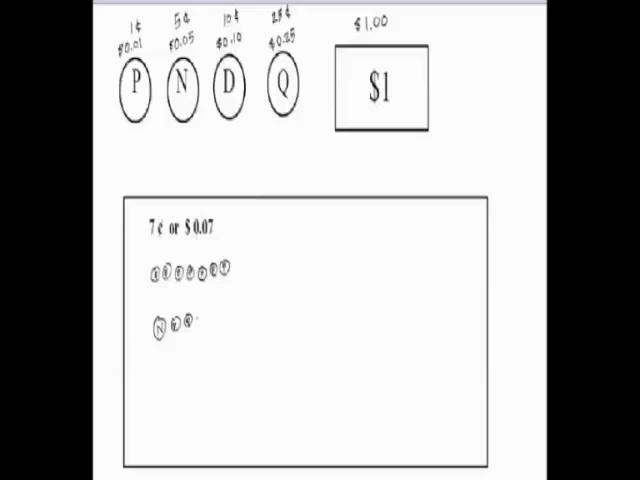 1¢ 5¢ 10¢ 25¢ $1.00
$0.01 $0.05 $0.10 $0.25
P N D Q $1
7 ¢ or $ 0.07
P P P P P P P
N P P